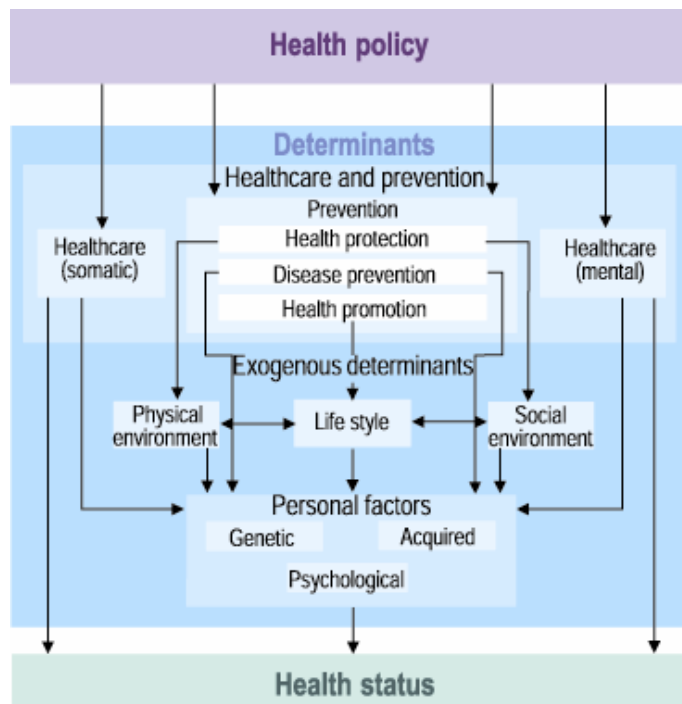 Health policy
Determinants
Healthcare and prevention
Prevention
Healthcare
(somatic)
Health protection
Disease prevention
Health promotion
Healthcare
(mental)
Exogenous determinants
Physical
environment
Life style
Social
environment
Personal factors
Genetic
Acquired
Psychological
Health status